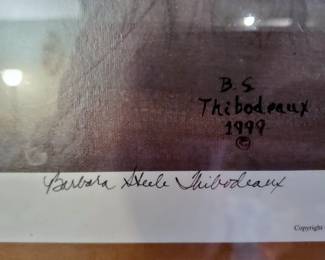 B.S.
Thibodeaux
1999
©
Barbara Steele Thibodeaux
Copyright